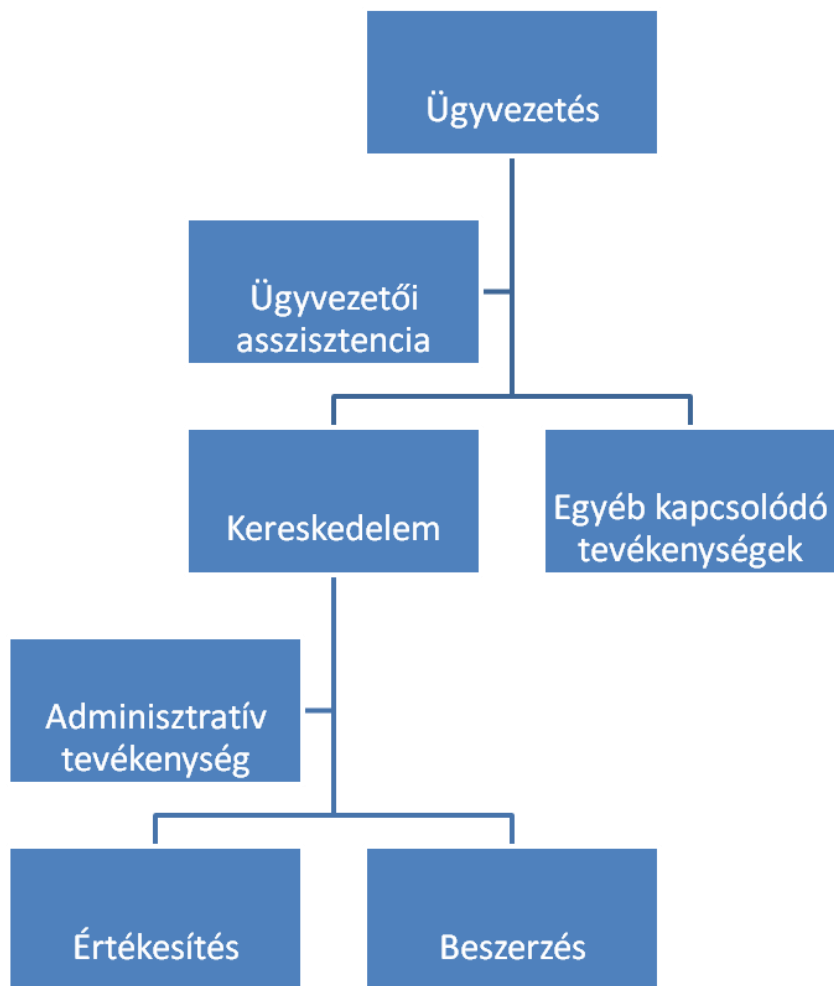 Ügyvezetés
Ügyvezetői
asszisztencia
Kereskedelem
Egyéb kapcsolódó
tevékenységek
Adminisztratív
tevékenység
Értékesítés
Beszerzés